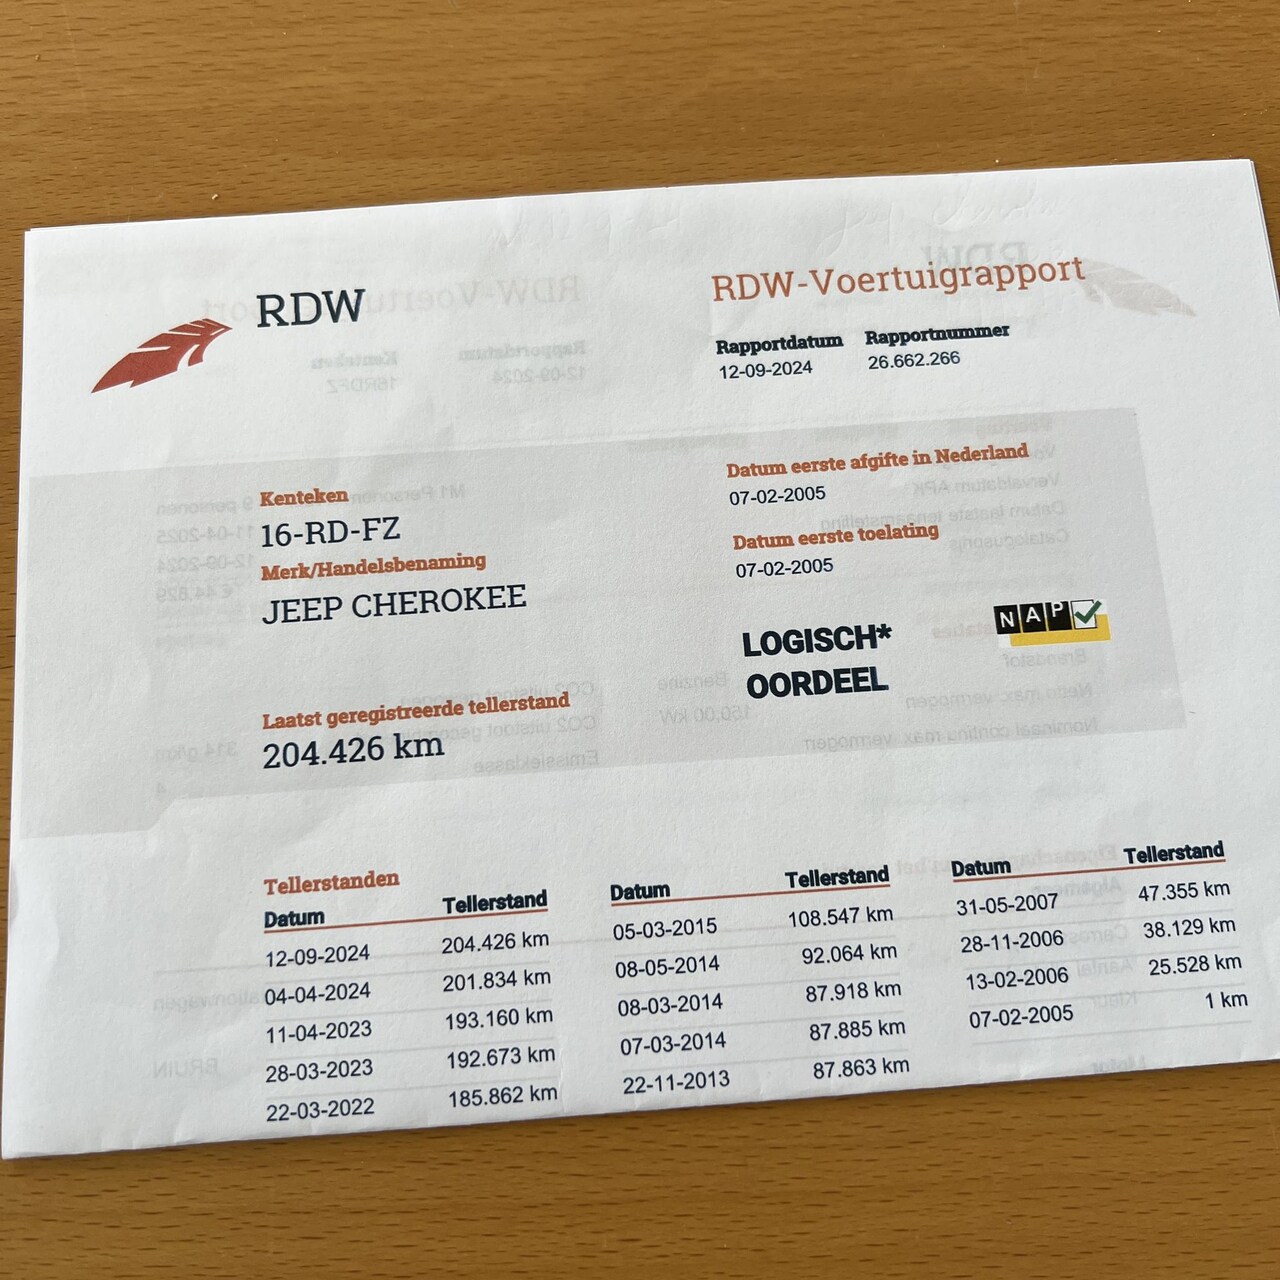 RDW
RDW-Voertuigrapport
Rapportdatum Rapportnummer
12-09-2024 26.662.266
Kenteken
16-RD-FZ
Merk/Handelsbenaming
JEEP CHEROKEE
Laatst geregistreerde tellerstand
204.426 km
Datum eerste afgifte in Nederland
07-02-2005
Datum eerste toelating
07-02-2005
LOGISCH*
OORDEEL
NAP
Tellerstanden
Datum Tellerstand
12-09-2024 204.426 km
04-04-2024 201.834 km
11-04-2023 193.160 km
28-03-2023 192.673 km
22-03-2022 185.862 km
Datum Tellerstand
05-03-2015 108.547 km
08-05-2014 92.064 km
08-03-2014 87.918 km
07-03-2014 87.885 km
22-11-2013 87.863 km
Datum Tellerstand
31-05-2007 47.355 km
28-11-2006 38.129 km
13-02-2006 25.528 km
07-02-2005 1 km